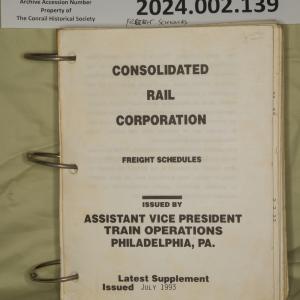 Archive Accession Number
Property of
The Conrail Historical Society
2024.002.139
FREIGHT SCHEDULES
CONSOLIDATED
RAIL
CORPORATION
FREIGHT SCHEDULES
ISSUED BY
ASSISTANT VICE PRESIDENT
TRAIN OPERATIONS
PHILADELPHIA, PA.
Latest Supplement
Issued JULY 1993